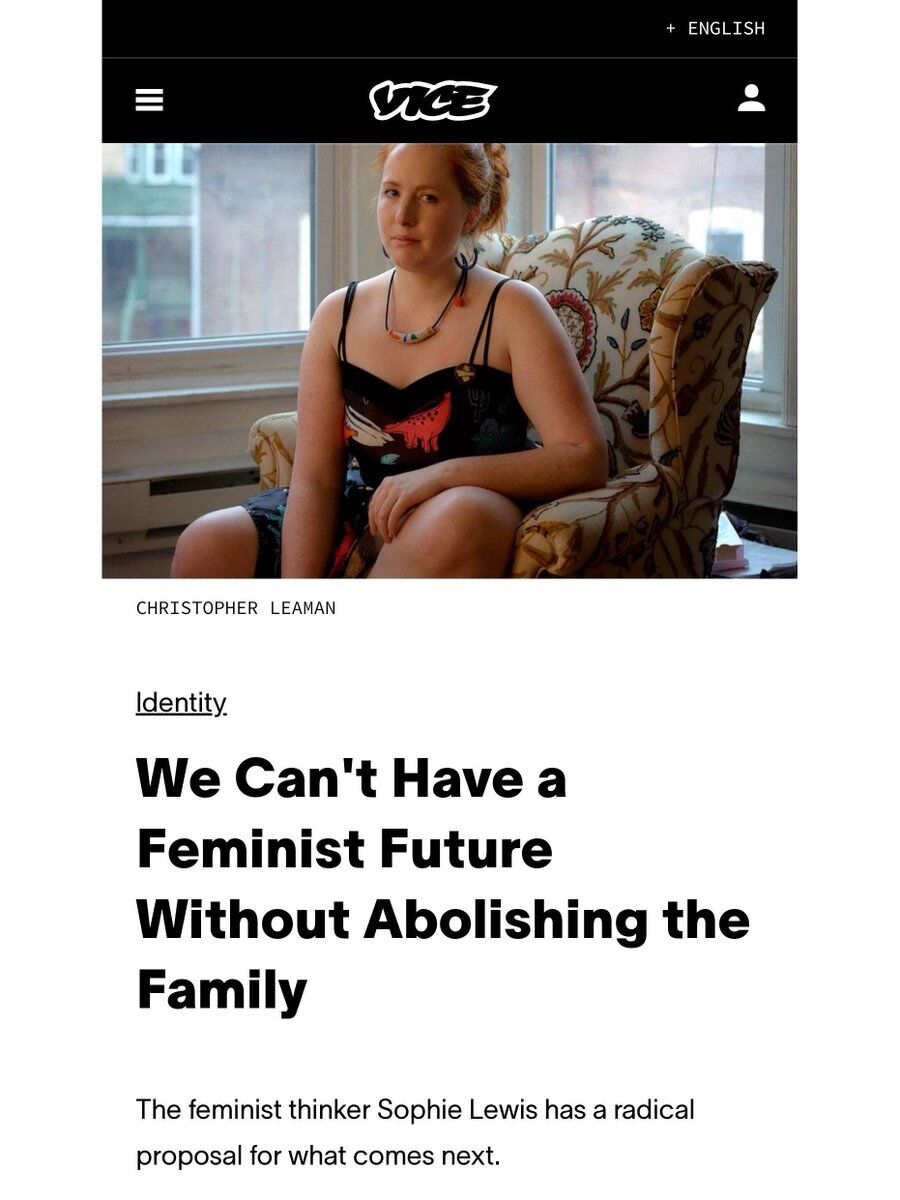 + ENGLISH
VICE
CHRISTOPHER LEAMAN
Identity
We Can't Have a
Feminist Future
Without Abolishing the
Family
The feminist thinker Sophie Lewis has a radical
proposal for what comes next.